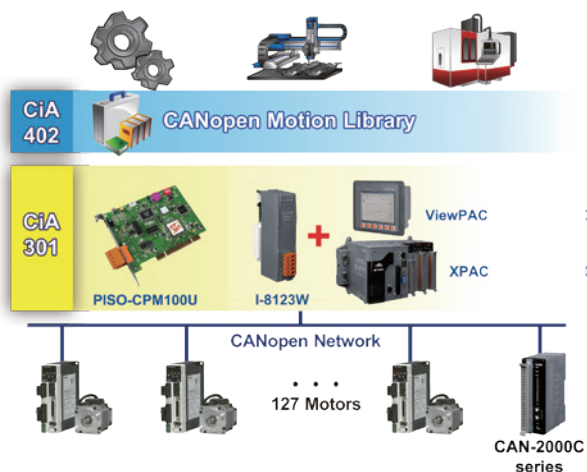 CiA
402
CANopen Motion Library
CiA
301
ViewPAC
XPAC
PISO-CPM100U
I-8123W
+
CANopen Network
. . .
127 Motors
CAN-2000C
series